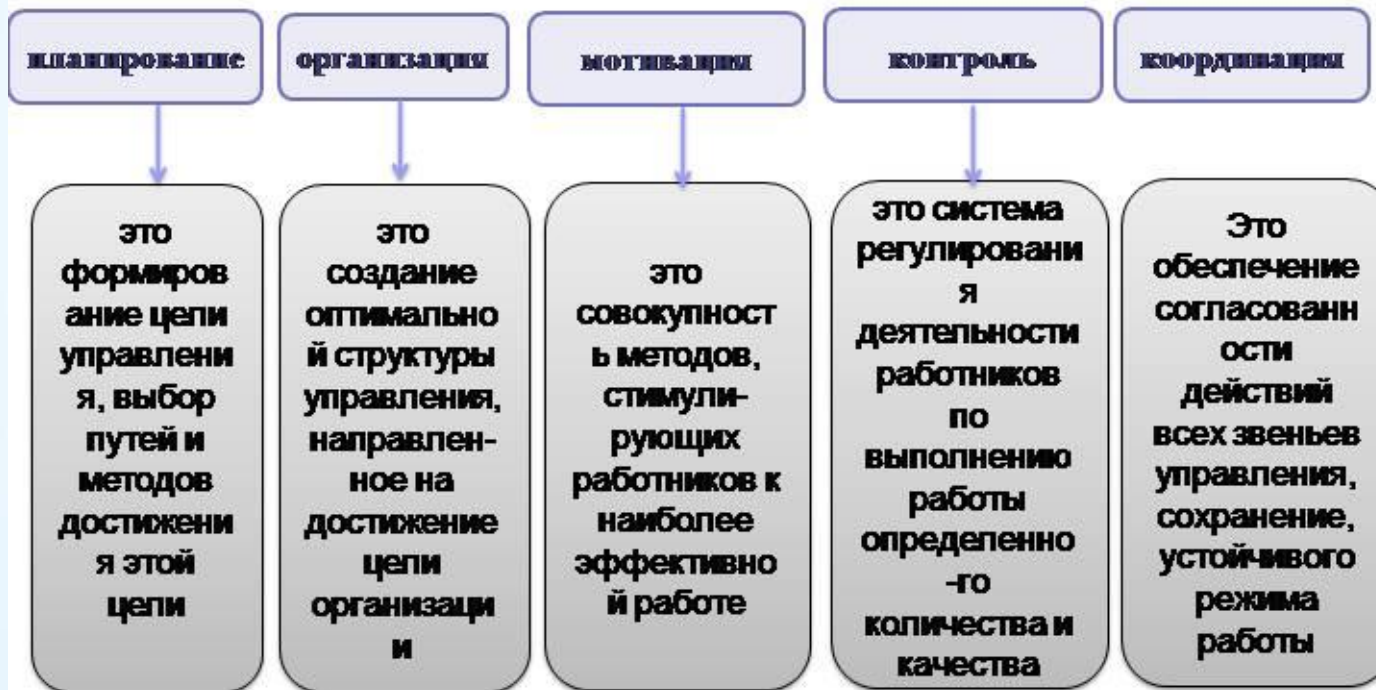 планирование
организация
мотивация
контроль
координация
это
формиров
ание цели
управлени
я, выбор
путей и
методов
достижени
я этой
цели
это
создание
оптимально
й структуры
управления,
направлен-
ное на
достижение
цели
организаци
и
это
совокупност
ь методов,
стимули-
рующих
работников к
наиболее
эффективно
й работе
это система
регулировани
я
деятельности
работников
по
выполнению
работы
определенно
-го
количества и
качества
Это
обеспечение
согласованн
ости
действий
всех звеньев
управления,
сохранение,
устойчивого
режима
работы